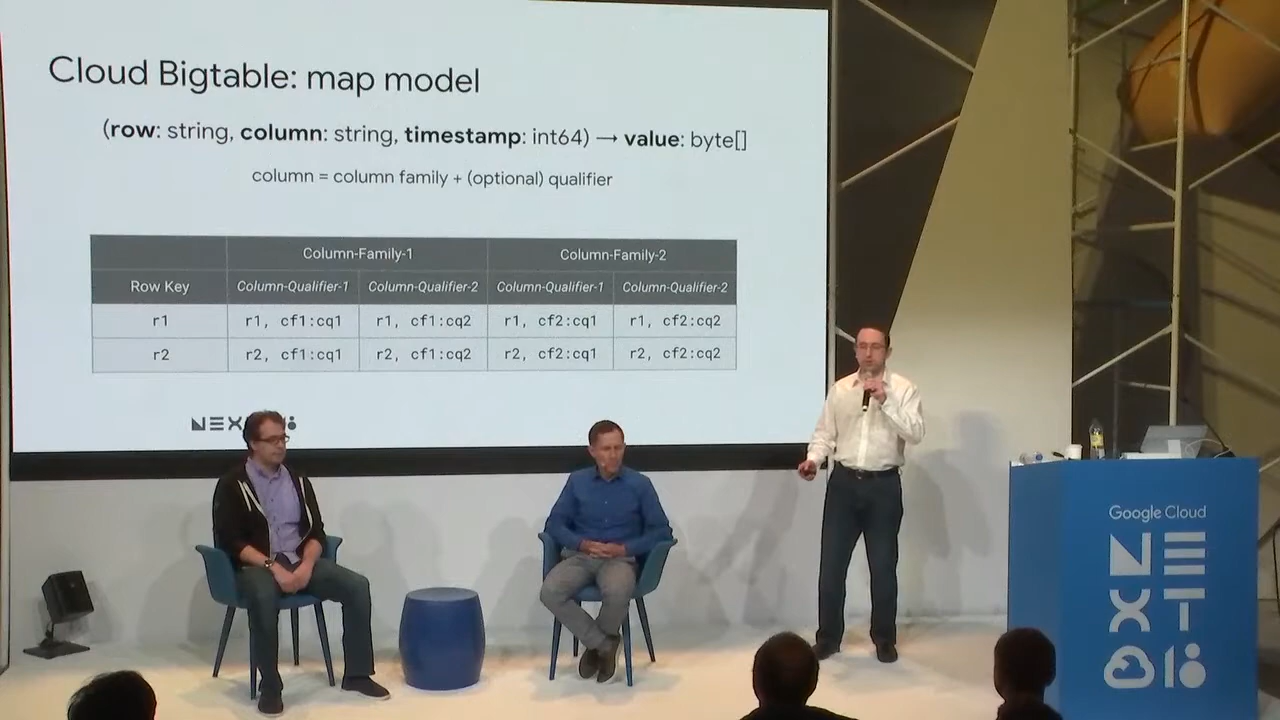 Cloud Bigtable: map model
(row: string, column: string, timestamp: int64) → value: byte[]
column = column family + (optional) qualifier
Column-Family-1 Column-Family-2
Row Key Column-Qualifier-1 Column-Qualifier-2 Column-Qualifier-1 Column-Qualifier-2
r1 r1, cf1:cq1 r1, cf1:cq2 r1, cf2:cq1 r1, cf2:cq2
r2 r2, cf1:cq1 r2, cf1:cq2 r2, cf2:cq1 r2, cf2:cq2
Google Cloud
NE
XT
18